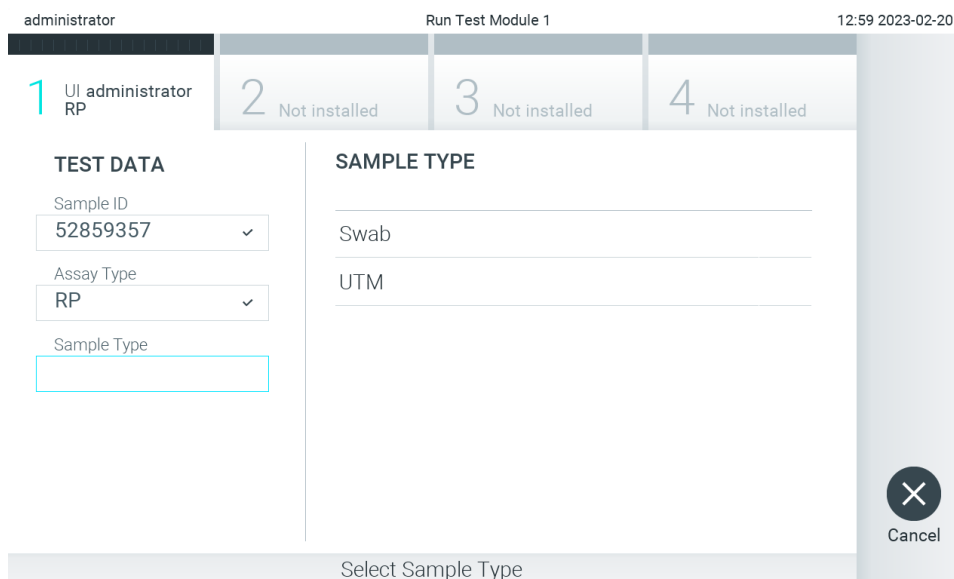 administrator Run Test Module 1 12:59 2023-02-20
1 UI administrator
RP
2 Not installed
3 Not installed
4 Not installed
TEST DATA
Sample ID
52859357
Assay Type
RP
Sample Type
SAMPLE TYPE
Swab
UTM
Cancel
Select Sample Type